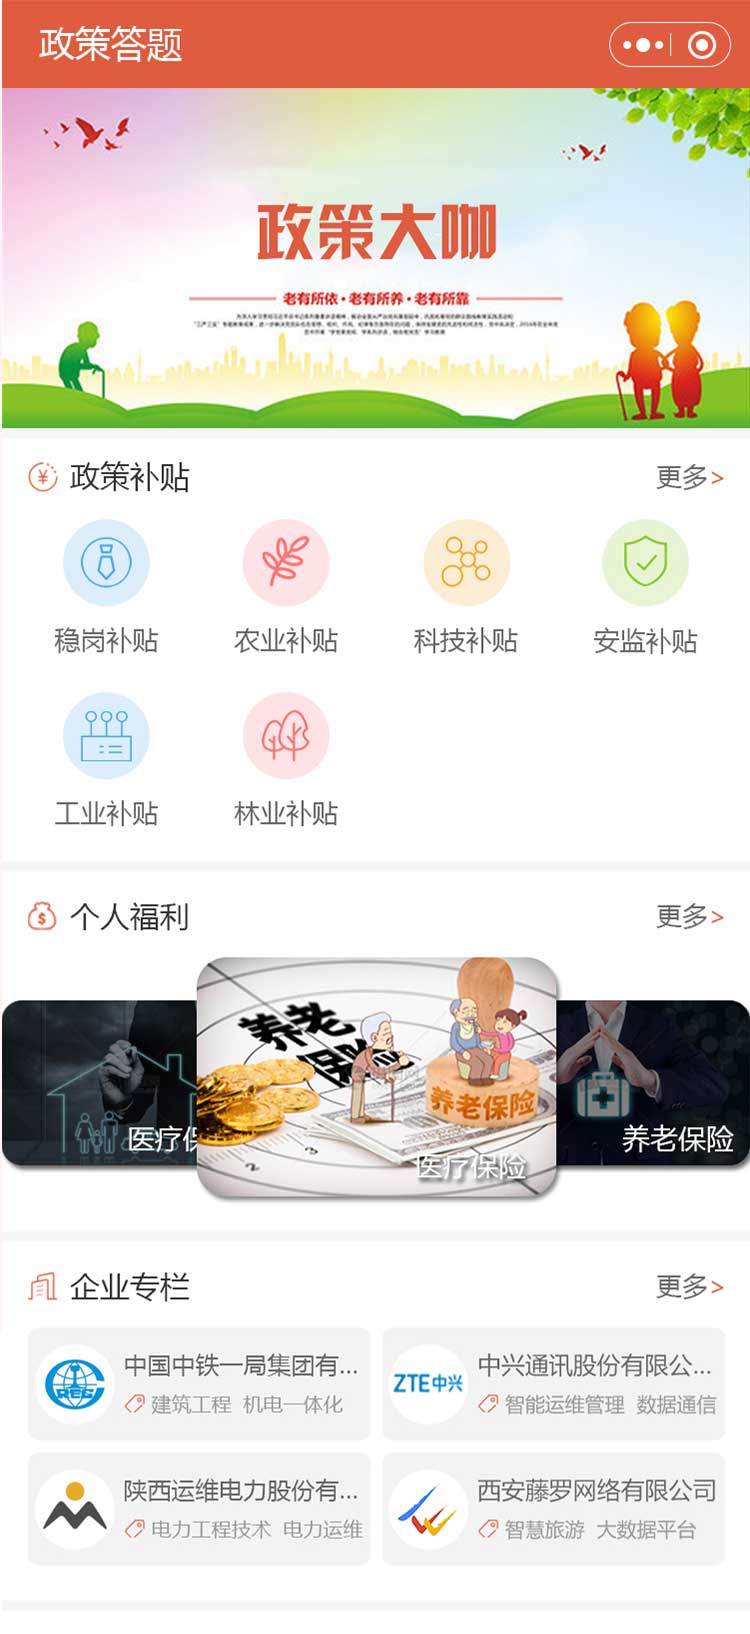 政策答题
政策大咖
老有所依·老有所养·老有所靠
政策补贴
更多>
稳岗补贴 农业补贴 科技补贴 安监补贴
工业补贴 林业补贴
个人福利
更多>
养老
保险
养老保险
医疗保
医疗保险
养老保险
企业专栏
更多>
中国中铁一局集团有...
建筑工程 机电一体化
CREC
ZTE中兴
中兴通讯股份有限公...
智能运维管理 数据通信
陕西运维电力股份有...
电力工程技术 电力运维
西安藤罗网络有限公司
智慧旅游 大数据平台